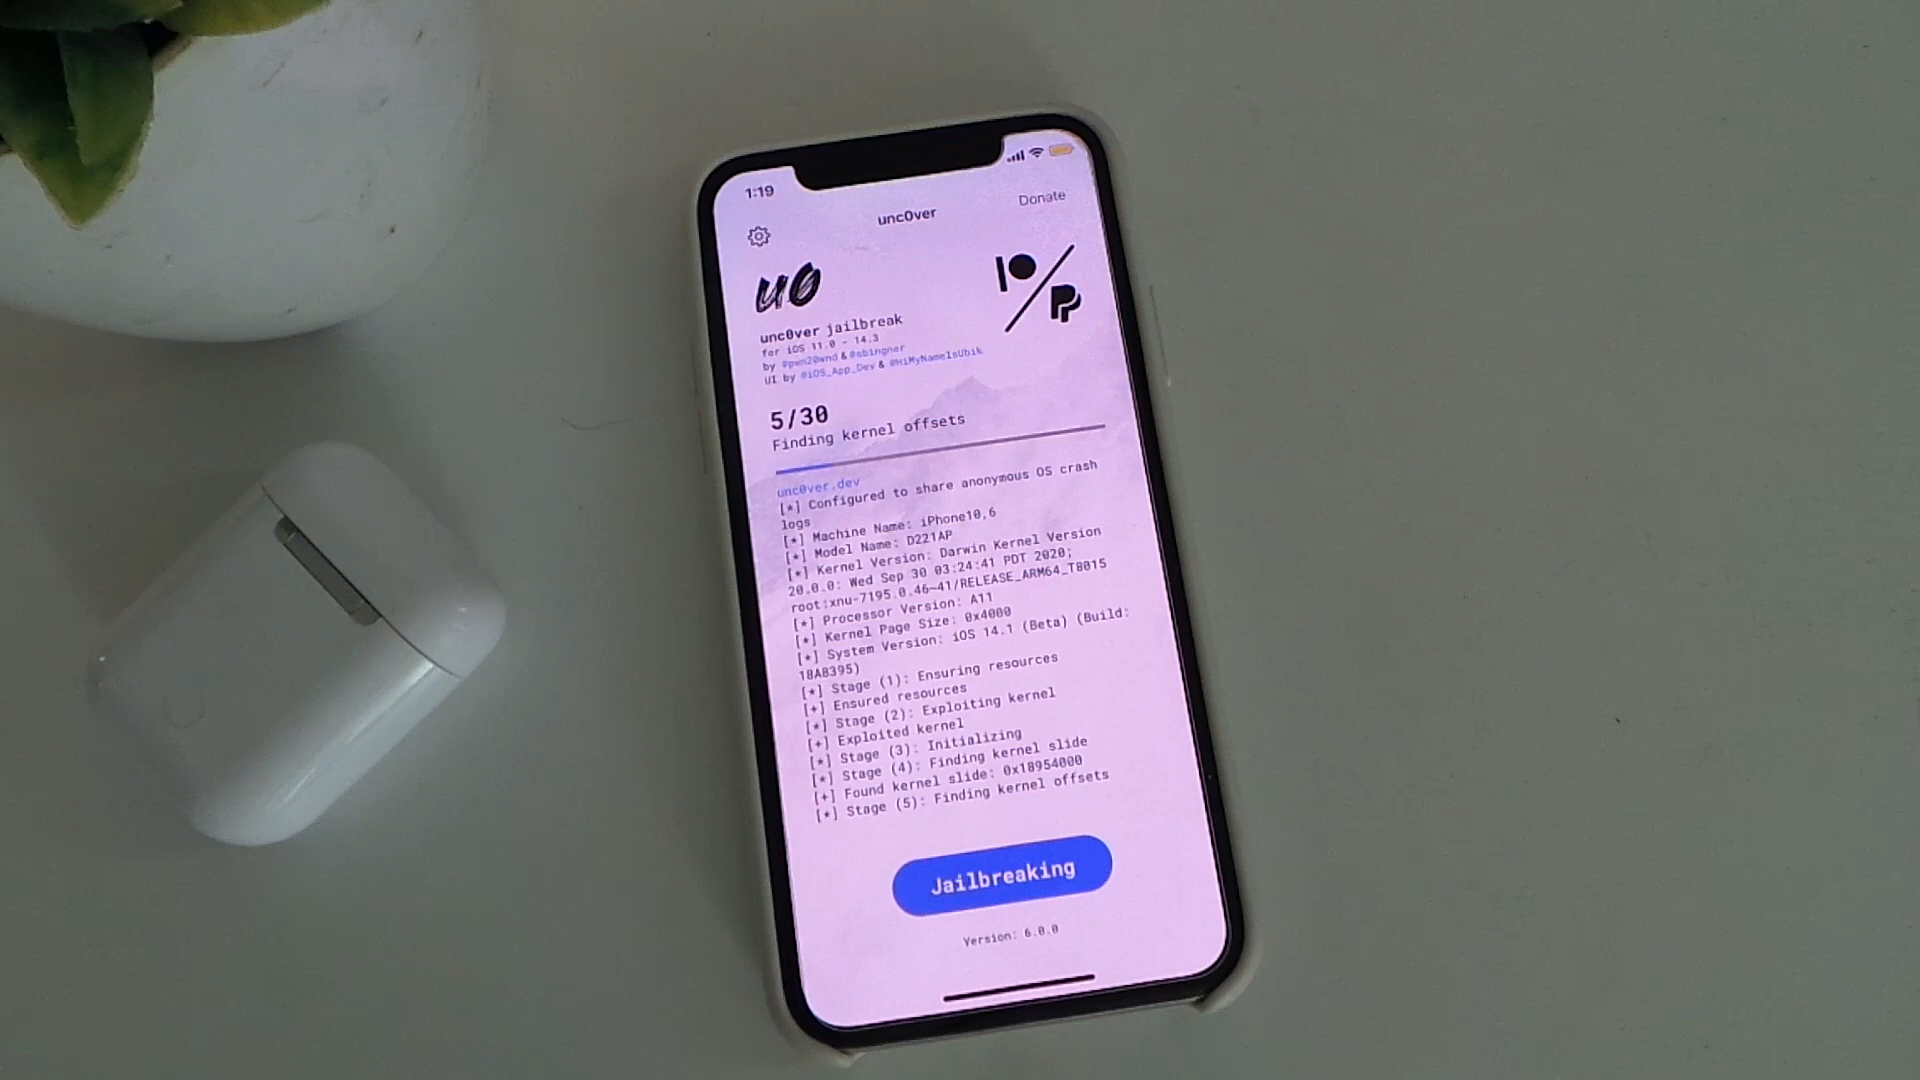 1:19
unc0ver
Donate
u0
unc0ver jailbreak
for iOS 11.0 - 14.3
by @pwn20wnd & @sbingner
UI by @iOS_App_Dev & @HiMyNameIsUbik
5/30
Finding kernel offsets
unc0ver.dev
[*] Configured to share anonymous OS crash
logs
[*] Machine Name: iPhone10,6
[*] Model Name: D221AP
[*] Kernel Version: Darwin Kernel Version
20.0.0: Wed Sep 30 03:24:41 PDT 2020;
root:xnu-7195.0.46~41/RELEASE_ARM64_T8015
[*] Processor Version: A11
[*] Kernel Page Size: 0x4000
[*] System Version: iOS 14.1 (Beta) (Build:
18A8395)
[*] Stage (1): Ensuring resources
[+] Ensured resources
[*] Stage (2): Exploiting kernel
[+] Exploited kernel
[*] Stage (3): Initializing
[*] Stage (4): Finding kernel slide
[+] Found kernel slide: 0x18954000
[*] Stage (5): Finding kernel offsets
Jailbreaking
Version: 6.0.0